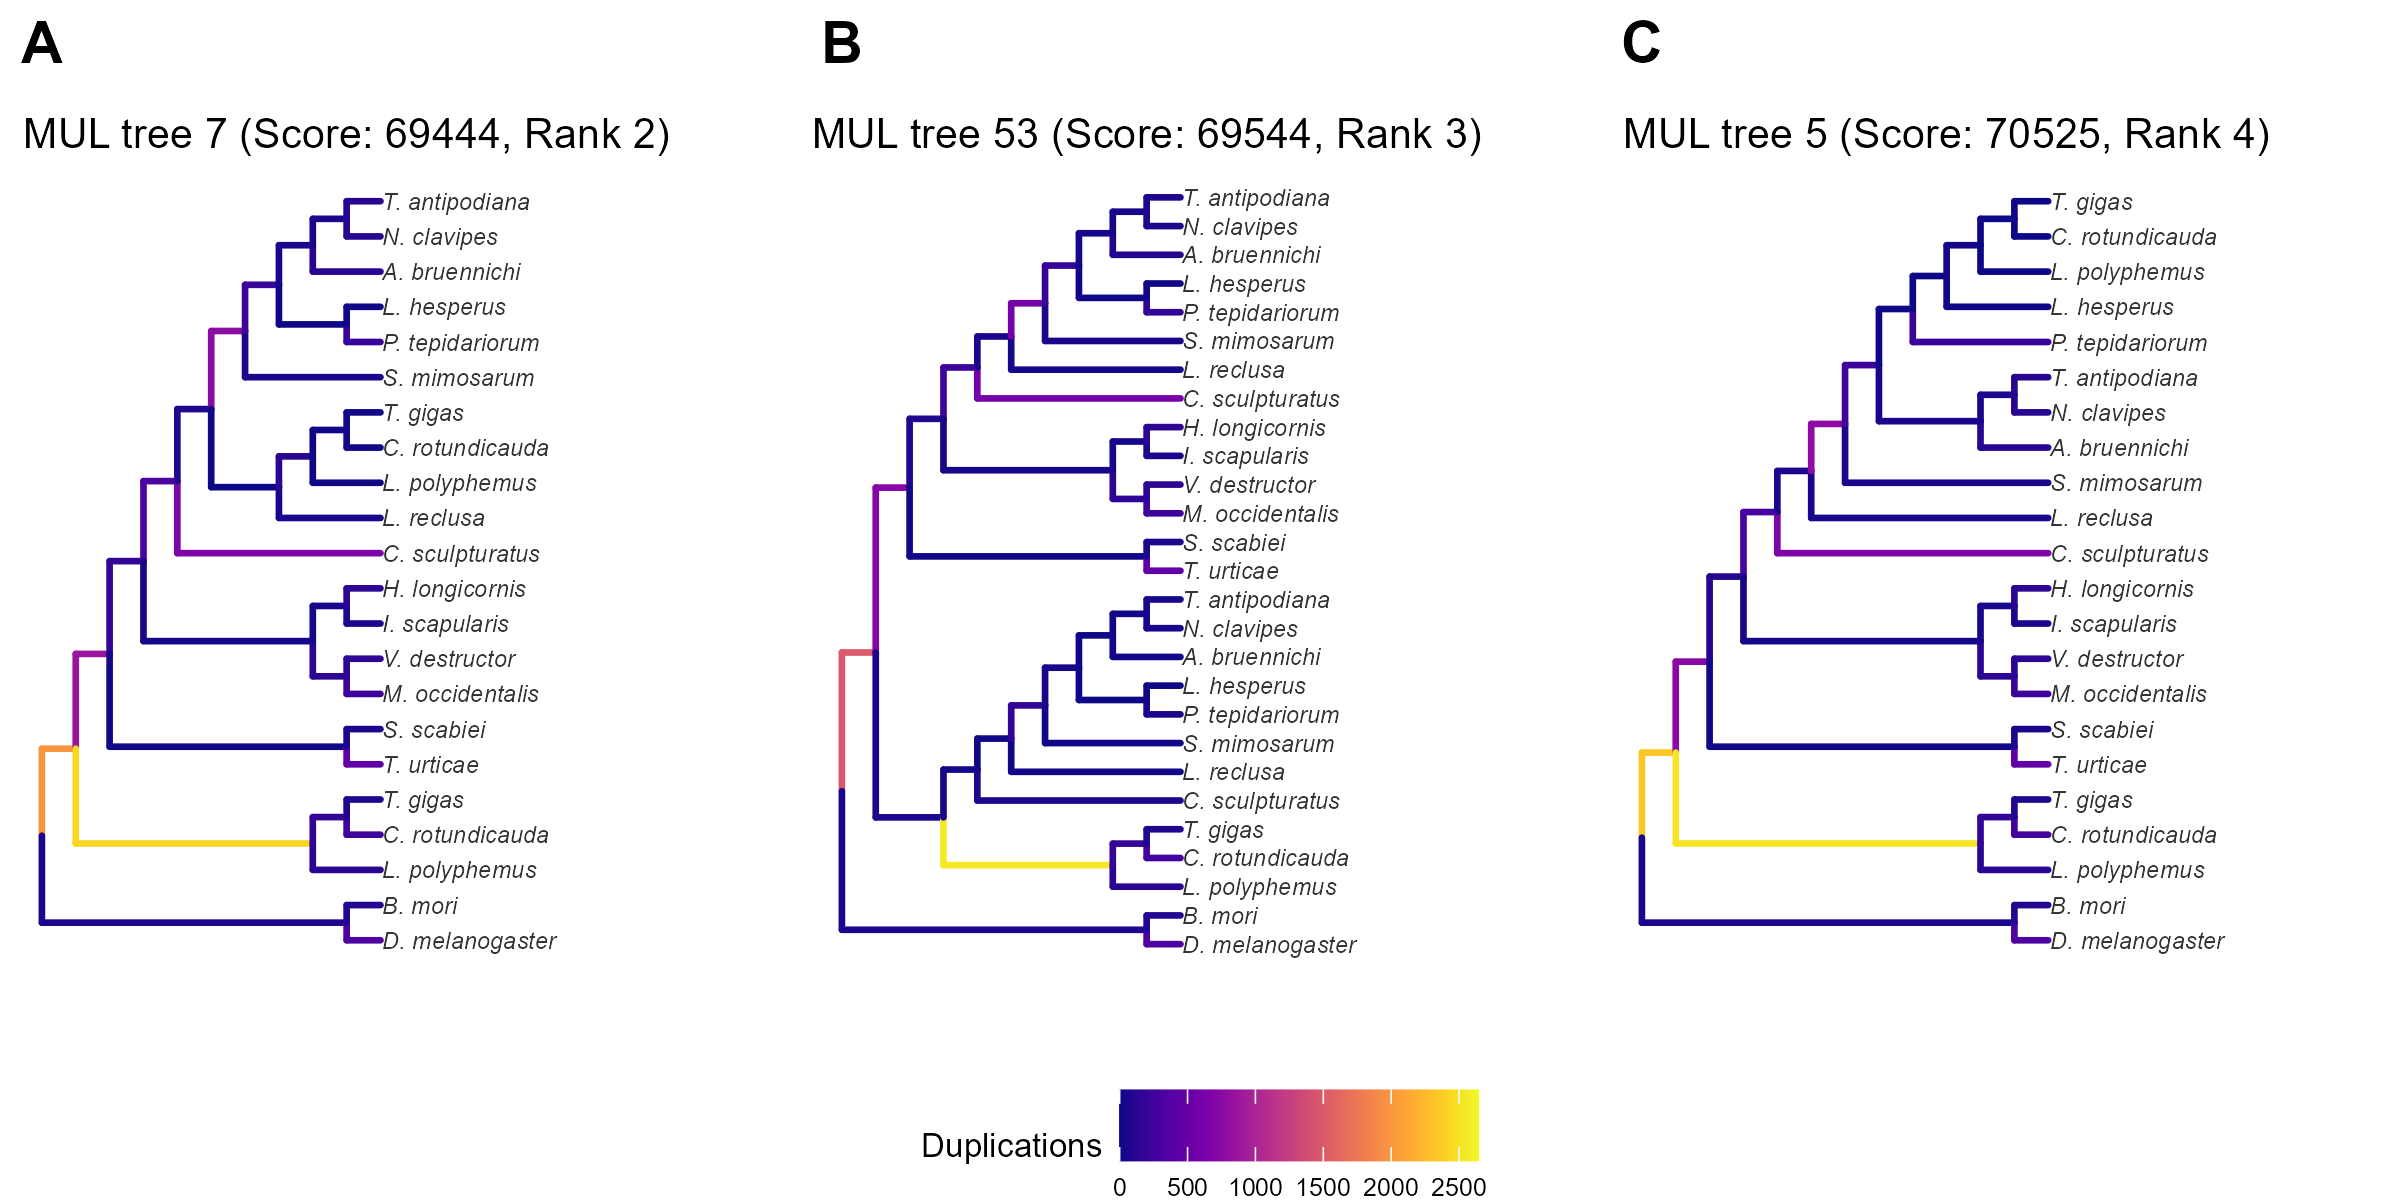 A
MUL tree 7 (Score: 69444, Rank 2)
T. antipodiana
N. clavipes
A. bruennichi
L. hesperus
P. tepidariorum
S. mimosarum
T. gigas
C. rotundicauda
L. polyphemus
L. reclusa
C. sculpturatus
H. longicornis
I. scapularis
V. destructor
M. occidentalis
S. scabiei
T. urticae
T. gigas
C. rotundicauda
L. polyphemus
B. mori
D. melanogaster
B
MUL tree 53 (Score: 69544, Rank 3)
T. antipodiana
N. clavipes
A. bruennichi
L. hesperus
P. tepidariorum
S. mimosarum
L. reclusa
C. sculpturatus
H. longicornis
I. scapularis
V. destructor
M. occidentalis
S. scabiei
T. urticae
T. antipodiana
N. clavipes
A. bruennichi
L. hesperus
P. tepidariorum
S. mimosarum
L. reclusa
C. sculpturatus
T. gigas
C. rotundicauda
L. polyphemus
B. mori
D. melanogaster
C
MUL tree 5 (Score: 70525, Rank 4)
T. gigas
C. rotundicauda
L. polyphemus
L. hesperus
P. tepidariorum
T. antipodiana
N. clavipes
A. bruennichi
S. mimosarum
L. reclusa
C. sculpturatus
H. longicornis
I. scapularis
V. destructor
M. occidentalis
S. scabiei
T. urticae
T. gigas
C. rotundicauda
L. polyphemus
B. mori
D. melanogaster
Duplications
0 500 1000 1500 2000 2500